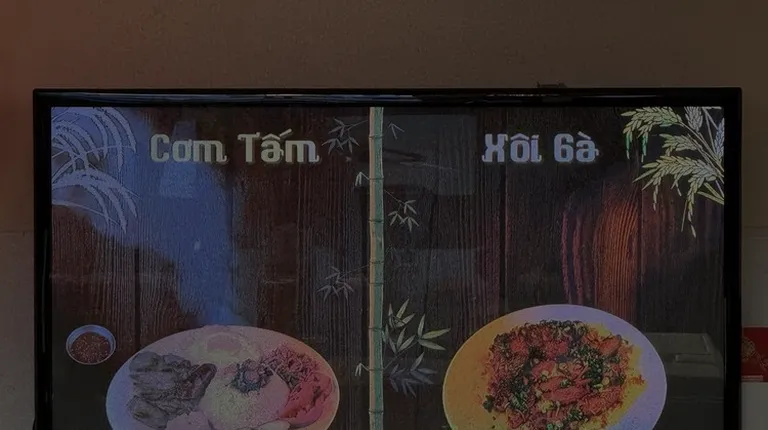 Cơm Tấm
Xôi Gà